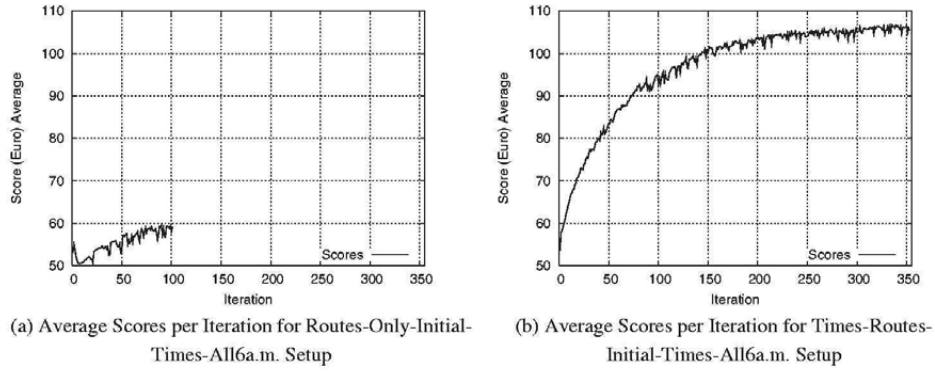 110
100
90
80
70
60
50
Score (Euro) Average
Scores
0 50 100 150 200 250 300 350
Iteration
(a) Average Scores per Iteration for Routes-Only-Initial-
Times-All6a.m. Setup
110
100
90
80
70
60
50
Score (Euro) Average
Scores
0 50 100 150 200 250 300 350
Iteration
(b) Average Scores per Iteration for Times-Routes-
Initial-Times-All6a.m. Setup